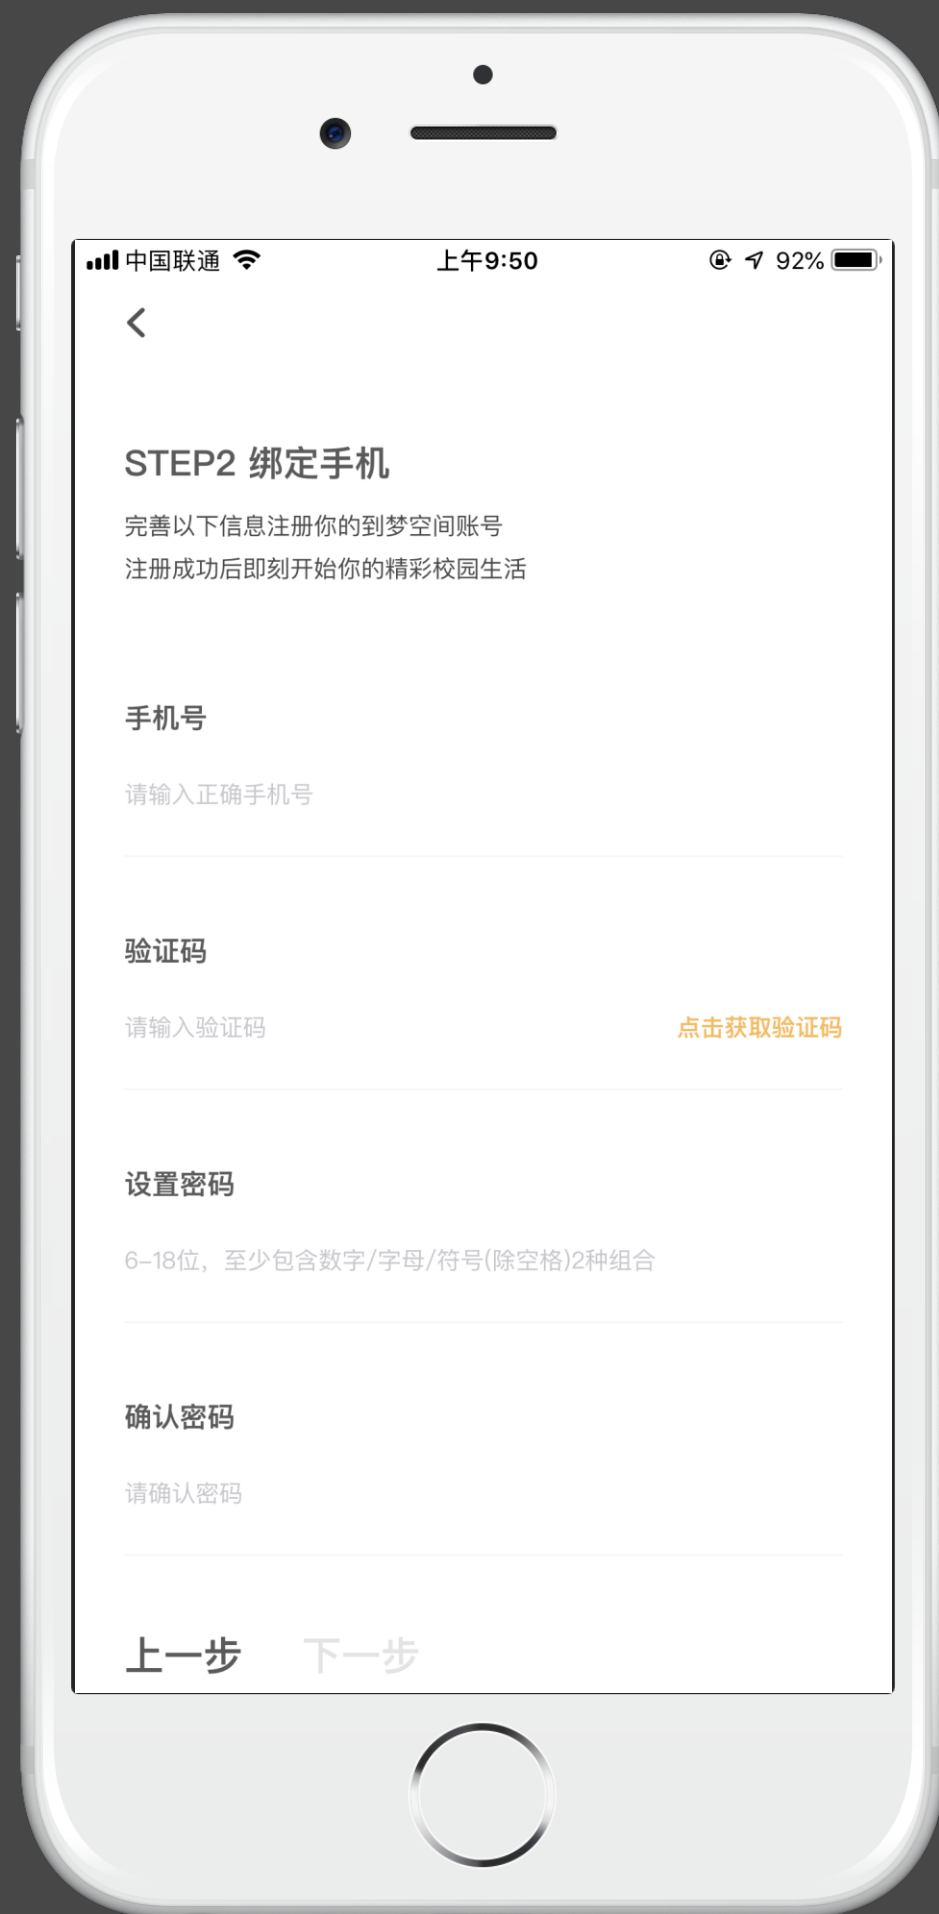 中国联通 上午9:50 92%
STEP2 绑定手机
完善以下信息注册你的到梦空间账号
注册成功后即刻开始你的精彩校园生活
手机号
请输入正确手机号
验证码
请输入验证码 点击获取验证码
设置密码
6-18位，至少包含数字/字母/符号(除空格)2种组合
确认密码
请确认密码
上一步 下一步